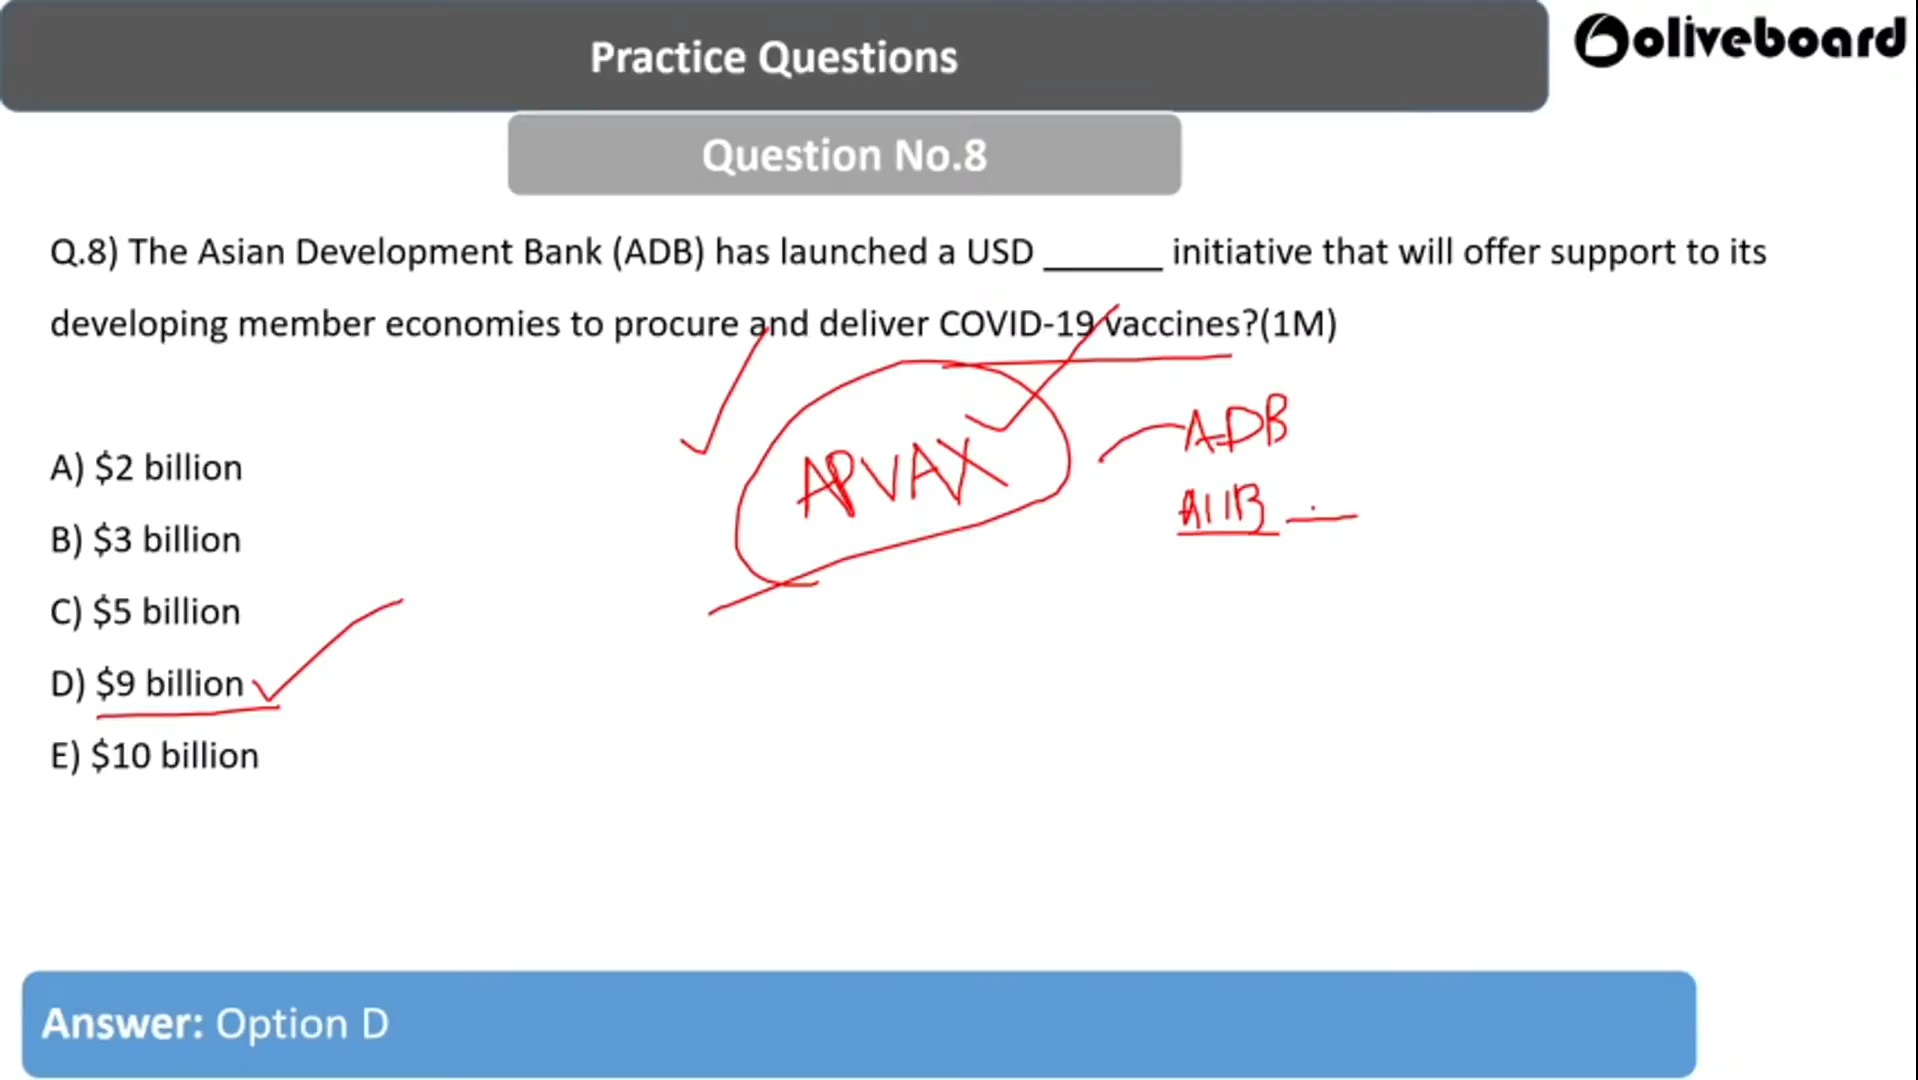 Practice Questions
oliveboard
Question No.8
Q.8) The Asian Development Bank (ADB) has launched a USD ______ initiative that will offer support to its
developing member economies to procure and deliver COVID-19 vaccines?(1M)
APVAX
ADB
AIIB
A) $2 billion
B) $3 billion
C) $5 billion
D) $9 billion
E) $10 billion
Answer: Option D